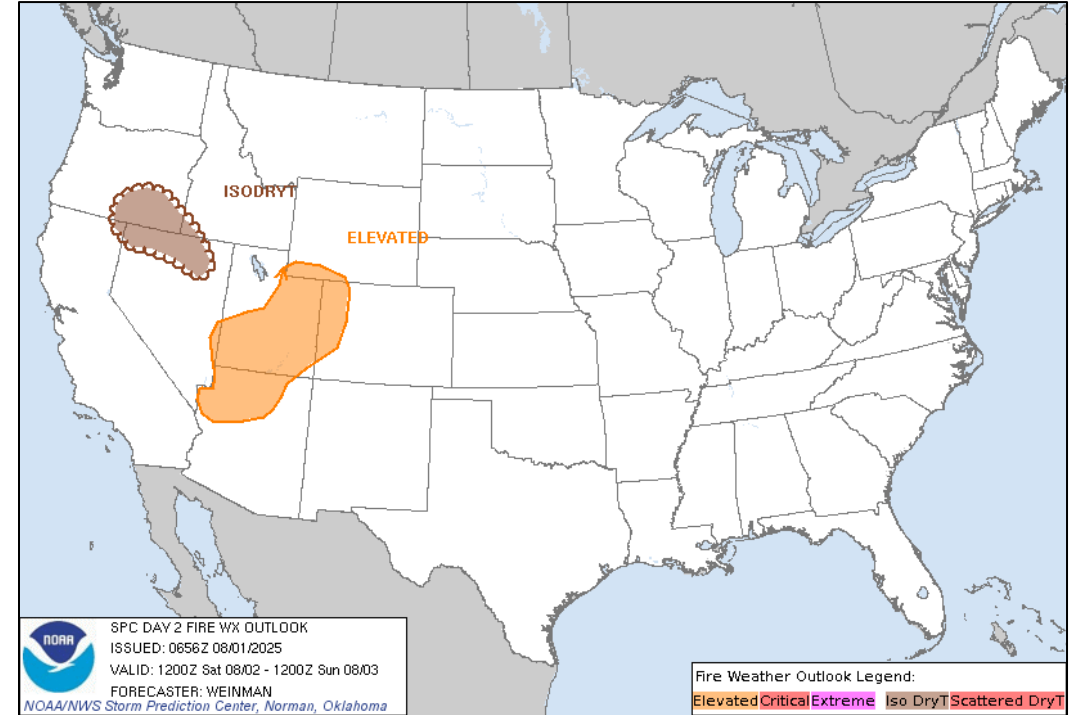 ISODRYT
ELEVATED
NOAA
SPC DAY 2 FIRE WX OUTLOOK
ISSUED: 0656Z 08/01/2025
VALID: 1200Z Sat 08/02 - 1200Z Sun 08/03
FORECASTER: WEINMAN
NOAA/NWS Storm Prediction Center, Norman, Oklahoma
Fire Weather Outlook Legend:
Elevated Critical Extreme Iso DryT Scattered DryT